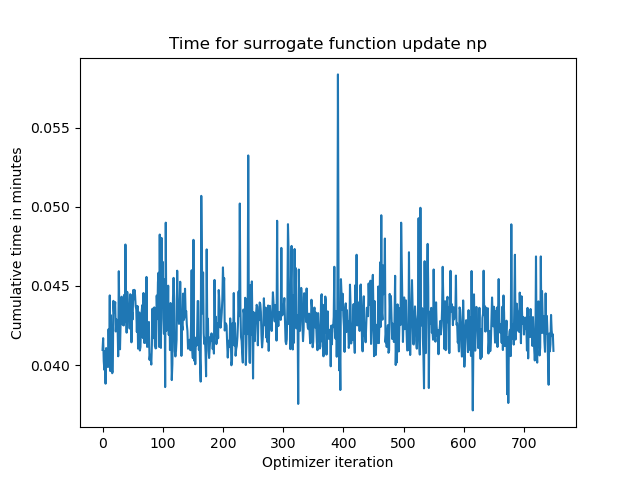 Time for surrogate function update np
Cumulative time in minutes
0.055
0.050
0.045
0.040
0 100 200 300 400 500 600 700
Optimizer iteration